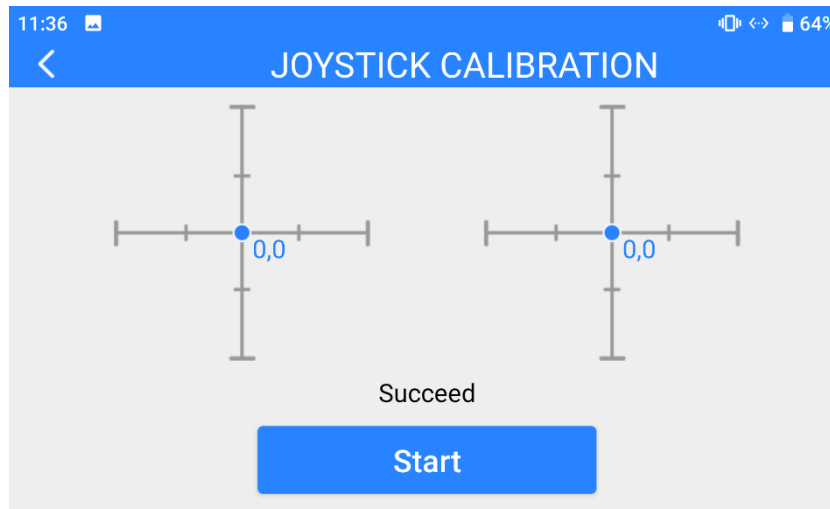 11:36 64%
JOYSTICK CALIBRATION
0,0 0,0
Succeed
Start